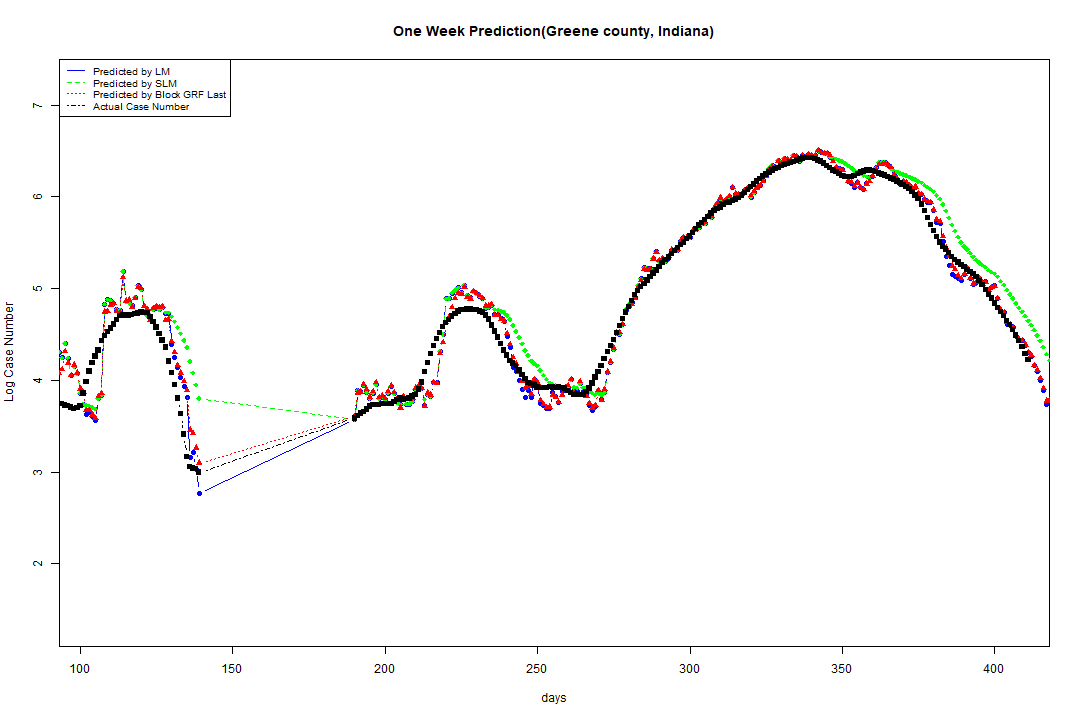 One Week Prediction(Greene county, Indiana)
Predicted by LM
Predicted by SLM
Predicted by Block GRF Last
Actual Case Number
7
6
5
4
3
2
Log Case Number
100 150 200 250 300 350 400
days